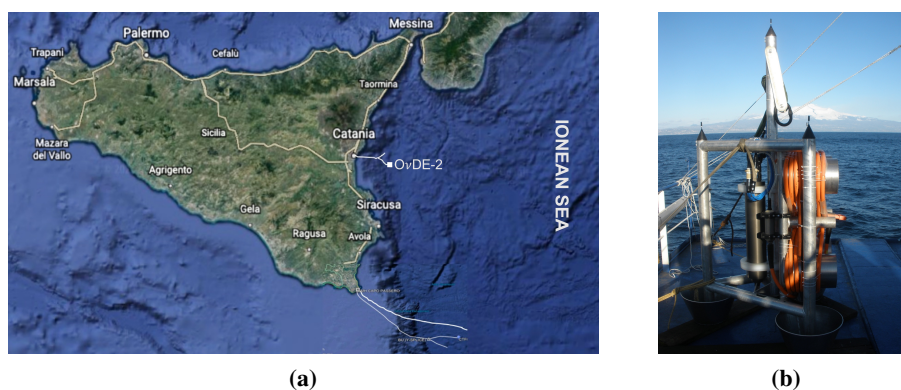 Messina
Palermo
Trapani
Cefalù
Marsala
Taormina
Sicilia
Catania
Mazara
del Vallo
OνDE-2
Agrigento
IONEAN SEA
Siracusa
Gela
Ragusa
Avola
(a)
(b)